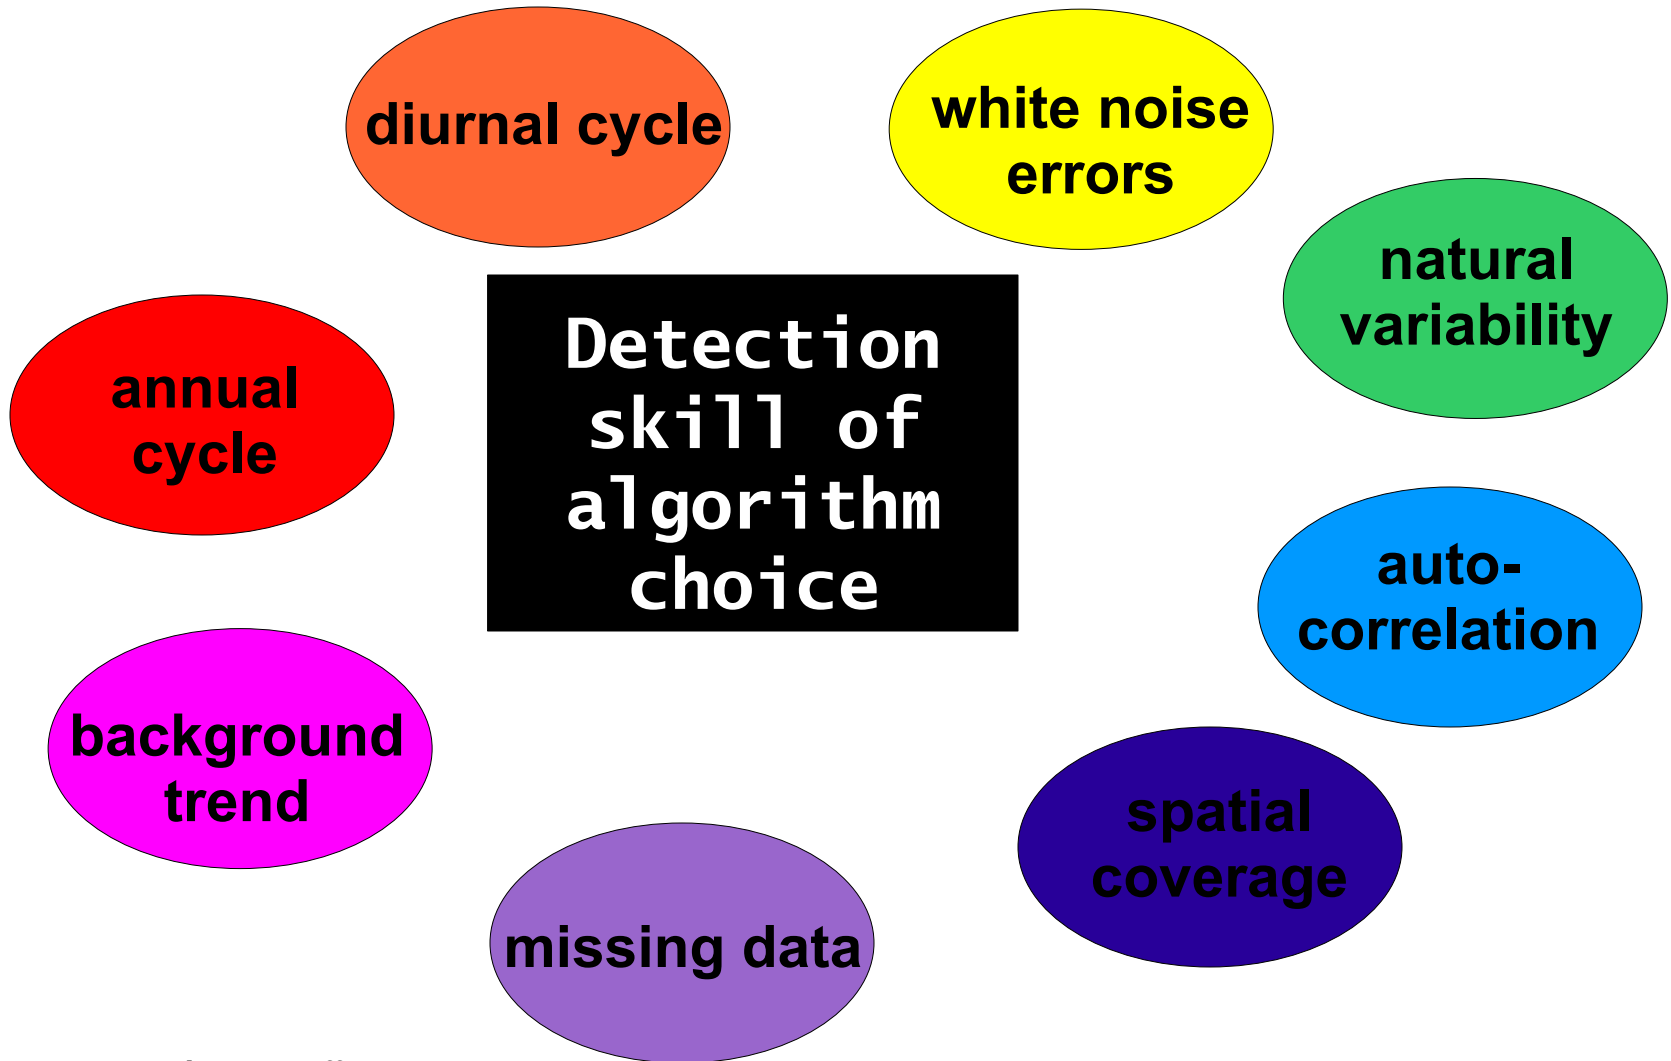 diurnal cycle
white noise
errors
natural
variability
Detection
skill of
algorithm
choice
annual
cycle
auto-
correlation
background
trend
spatial
coverage
missing data